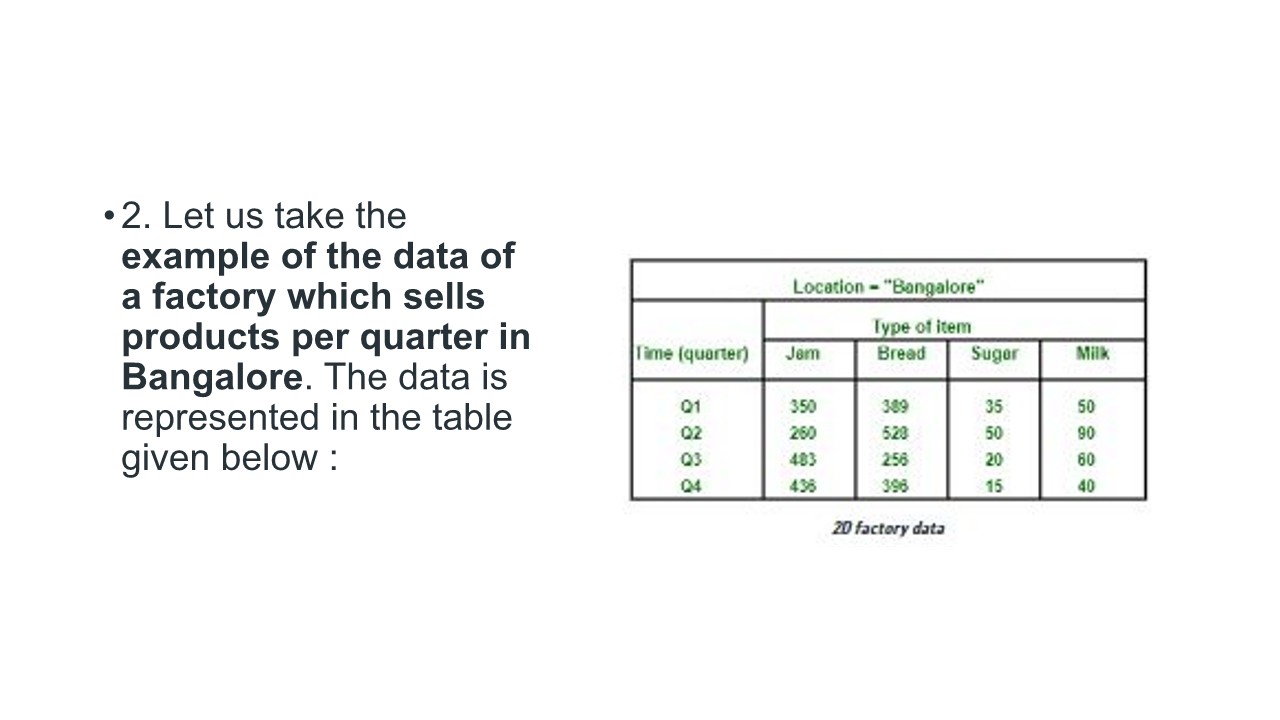 • 2. Let us take the
example of the data of
a factory which sells
products per quarter in
Bangalore. The data is
represented in the table
given below :
Location = "Bangalore"
Type of item
Time (quarter) Jam Bread Sugar Milk
Q1 350 389 35 50
Q2 260 528 50 90
Q3 483 256 20 60
Q4 436 396 15 40
2D factory data